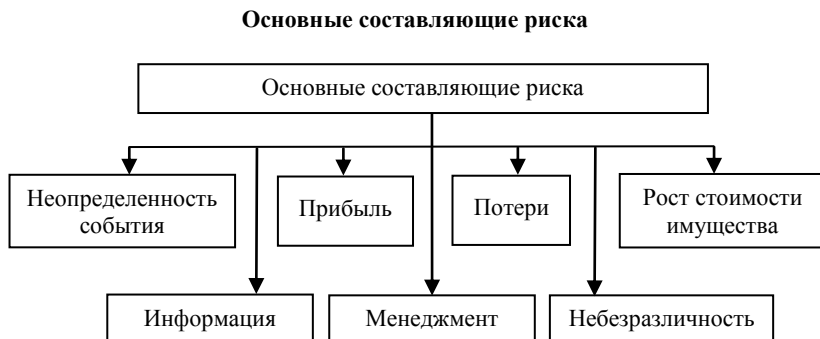 Основные составляющие риска
Основные составляющие риска
Неопределенность
события
Прибыль
Потери
Рост стоимости
имущества
Информация
Менеджмент
Небезразличность